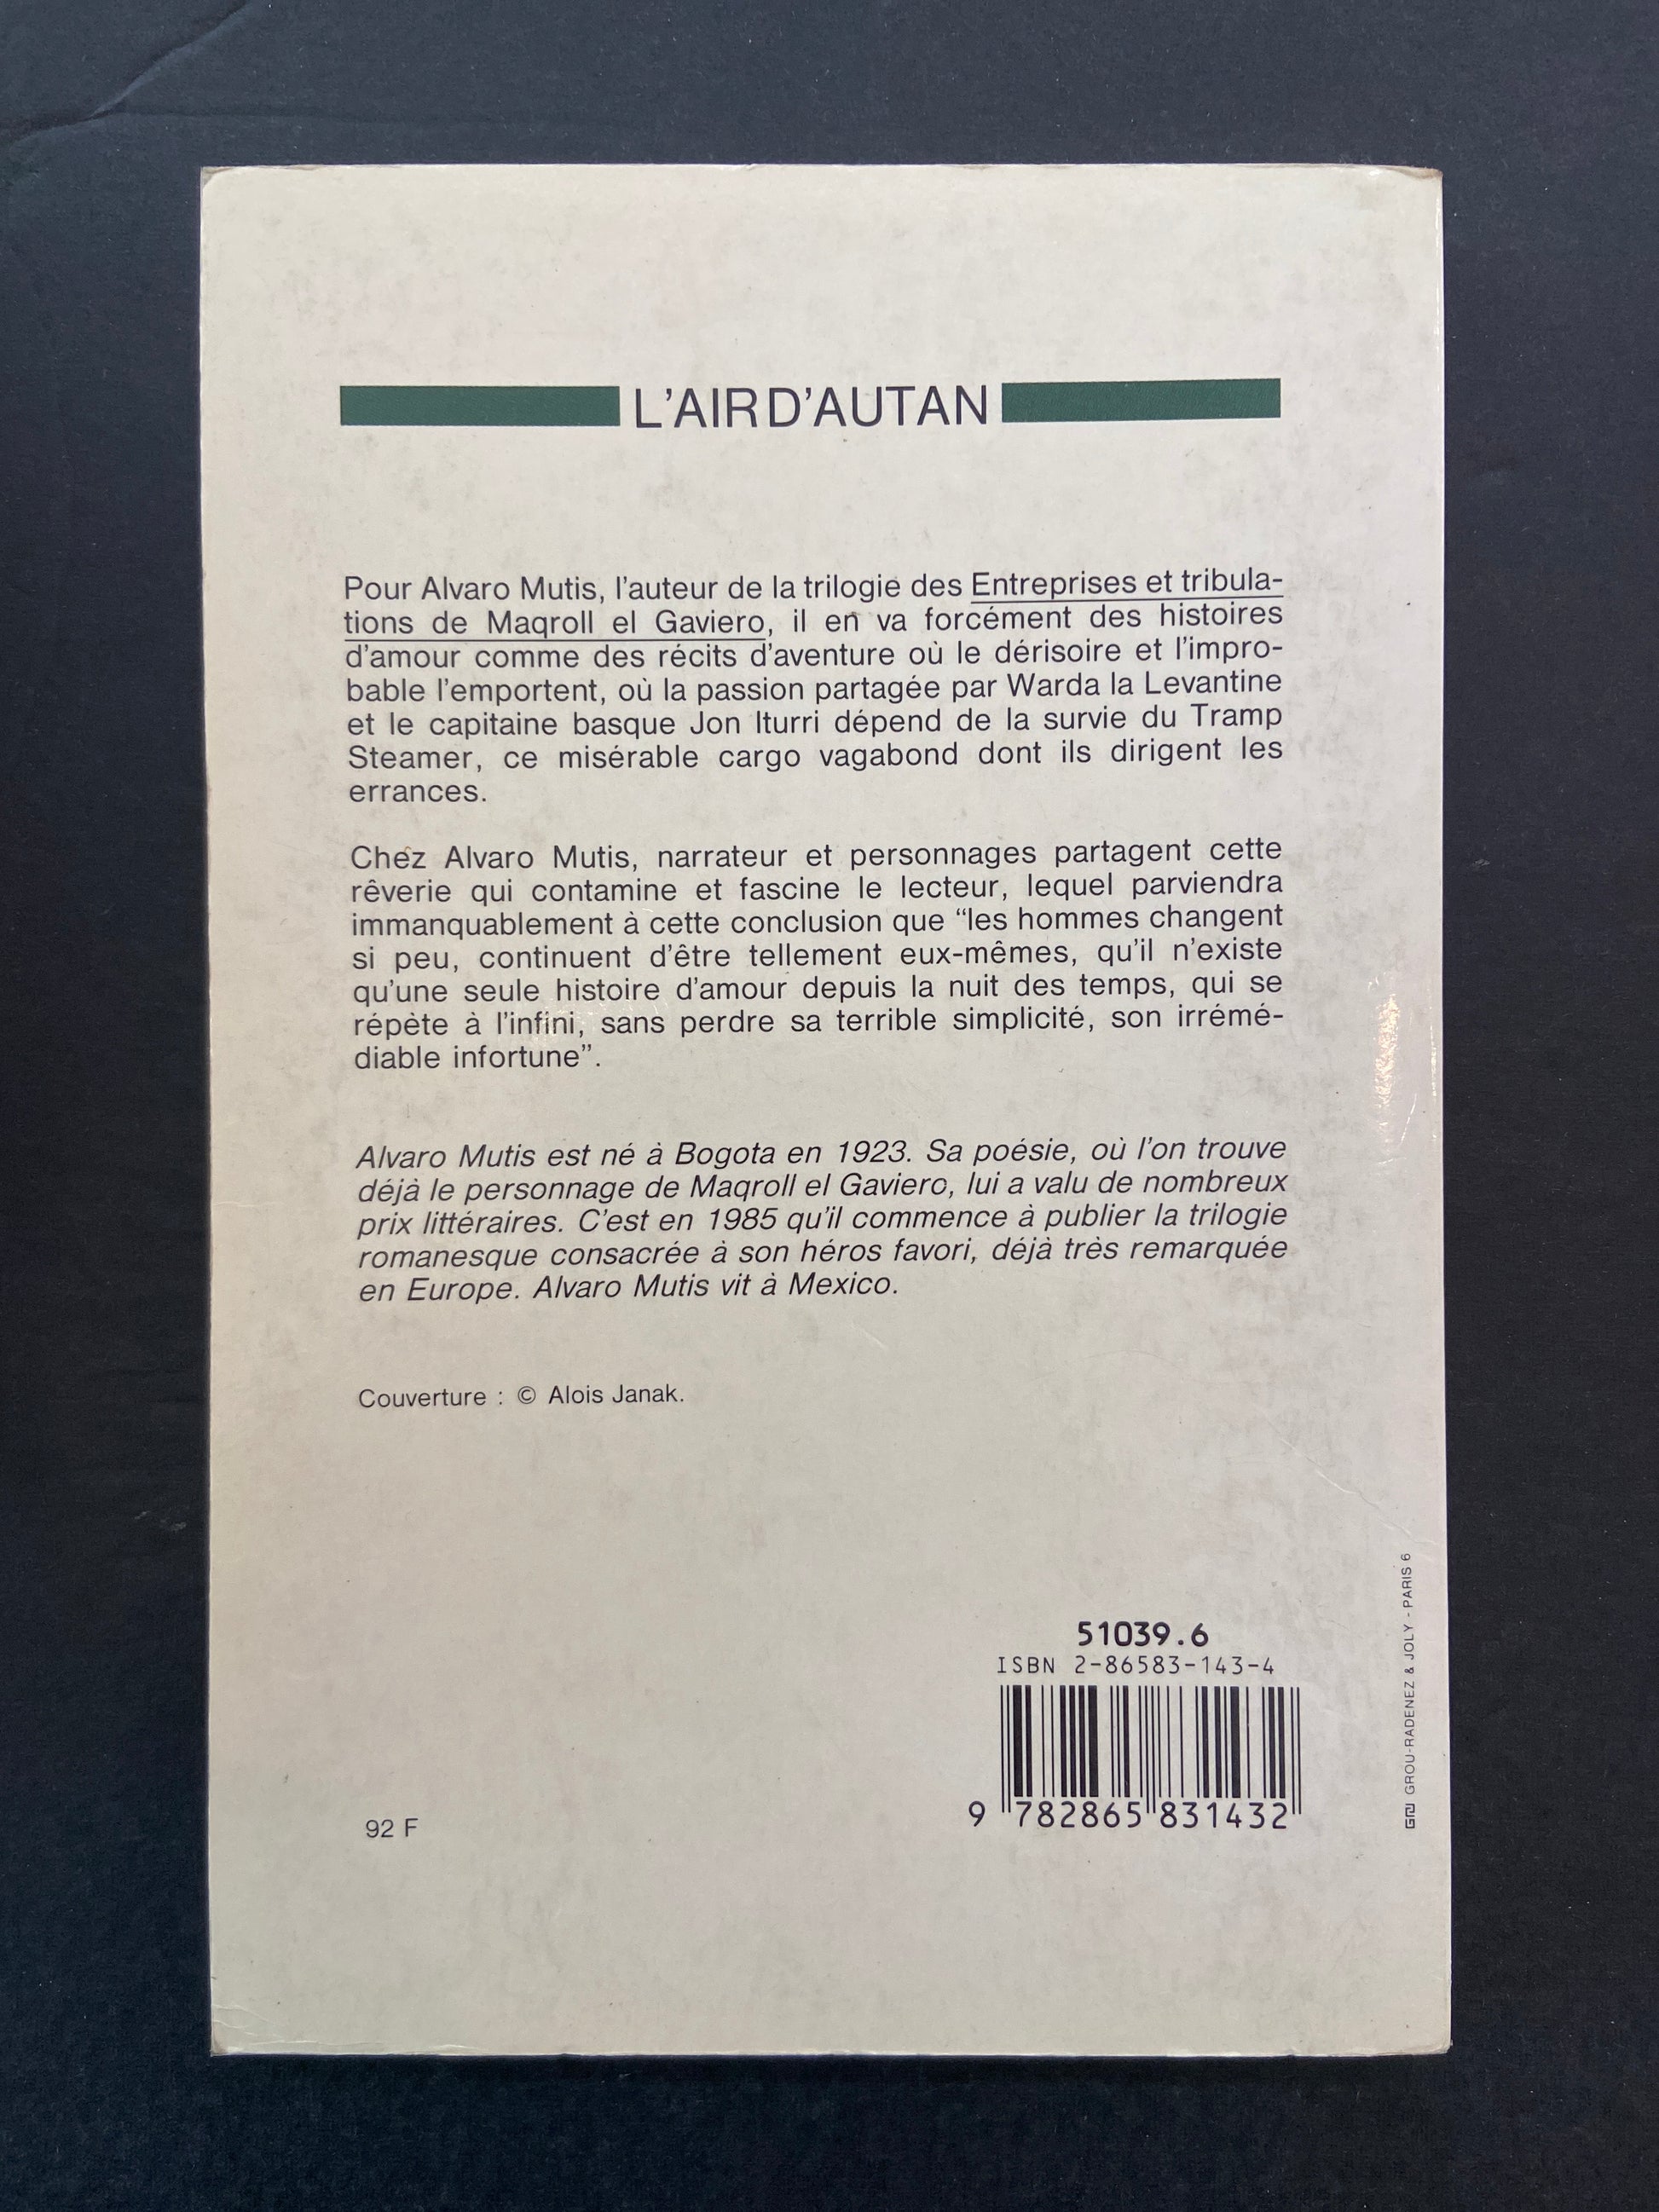 L'AIR D'AUTAN
Pour Alvaro Mutis, l'auteur de la trilogie des Entreprises et tribula-
tions de Maqroll el Gaviero, il en va forcément des histoires
d'amour comme des récits d'aventure où le dérisoire et l'impro-
bable l'emportent, où la passion partagée par Warda la Levantine
et le capitaine basque Jon Iturri dépend de la survie du Tramp
Steamer, ce misérable cargo vagabond dont ils dirigent les
errances.
Chez Alvaro Mutis, narrateur et personnages partagent cette
rêverie qui contamine et fascine le lecteur, lequel parviendra
immanquablement à cette conclusion que “les hommes changent
si peu, continuent d'être tellement eux-mêmes, qu'il n'existe
qu'une seule histoire d'amour depuis la nuit des temps, qui se
répète à l'infini, sans perdre sa terrible simplicité, son irrémé-
diable infortune”.
Alvaro Mutis est né à Bogota en 1923. Sa poésie, où l'on trouve
déjà le personnage de Maqroll el Gaviero, lui a valu de nombreux
prix littéraires. C'est en 1985 qu'il commence à publier la trilogie
romanesque consacrée à son héros favori, déjà très remarquée
en Europe. Alvaro Mutis vit à Mexico.
Couverture : © Alois Janak.
51039.6
ISBN 2-86583-143-4
9 782865 831432
92 F
GROU-RADENEZ & JOLY - PARIS 6